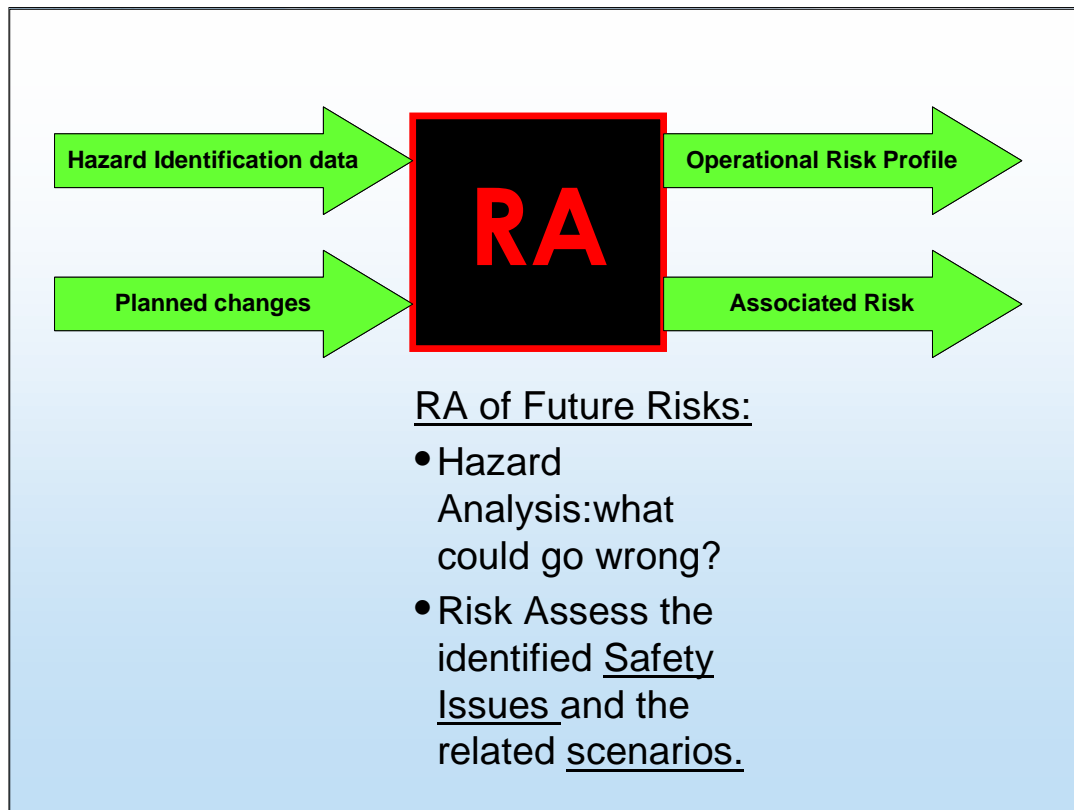 Hazard Identification data
Operational Risk Profile
RA
Planned changes
Associated Risk
RA of Future Risks:
•Hazard
Analysis:what
could go wrong?
•Risk Assess the
identified Safety
Issues and the
related scenarios.